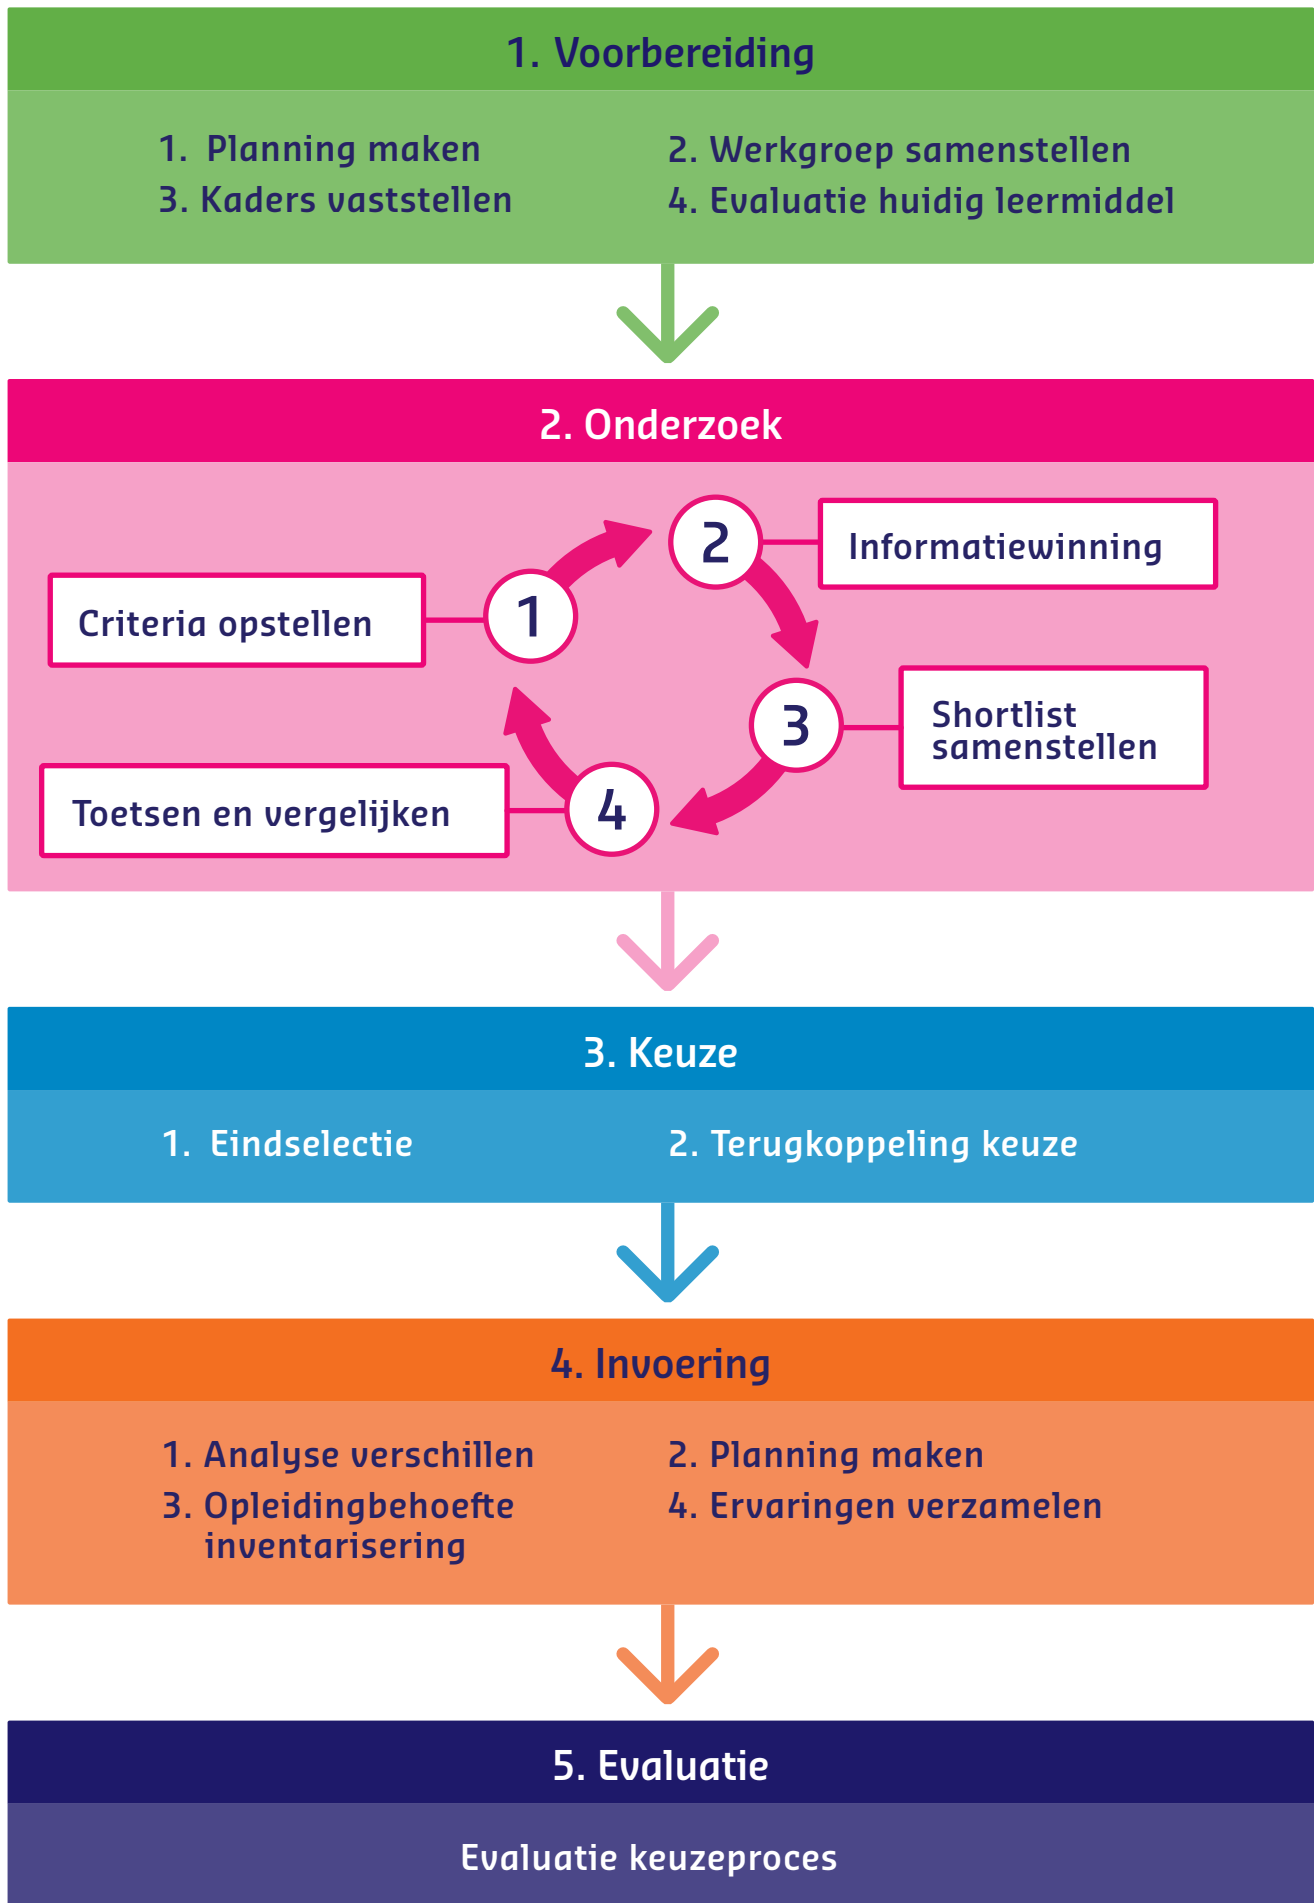 1. Voorbereiding
1. Planning maken
2. Werkgroep samenstellen
3. Kaders vaststellen
4. Evaluatie huidig leermiddel
2. Onderzoek
1
Criteria opstellen
2
Informatiewinning
3
Shortlist
samenstellen
4
Toetsen en vergelijken
3. Keuze
1. Eindselectie
2. Terugkoppeling keuze
4. Invoering
1. Analyse verschillen
2. Planning maken
3. Opleidingbehoefte
inventarisering
4. Ervaringen verzamelen
5. Evaluatie
Evaluatie keuzeproces